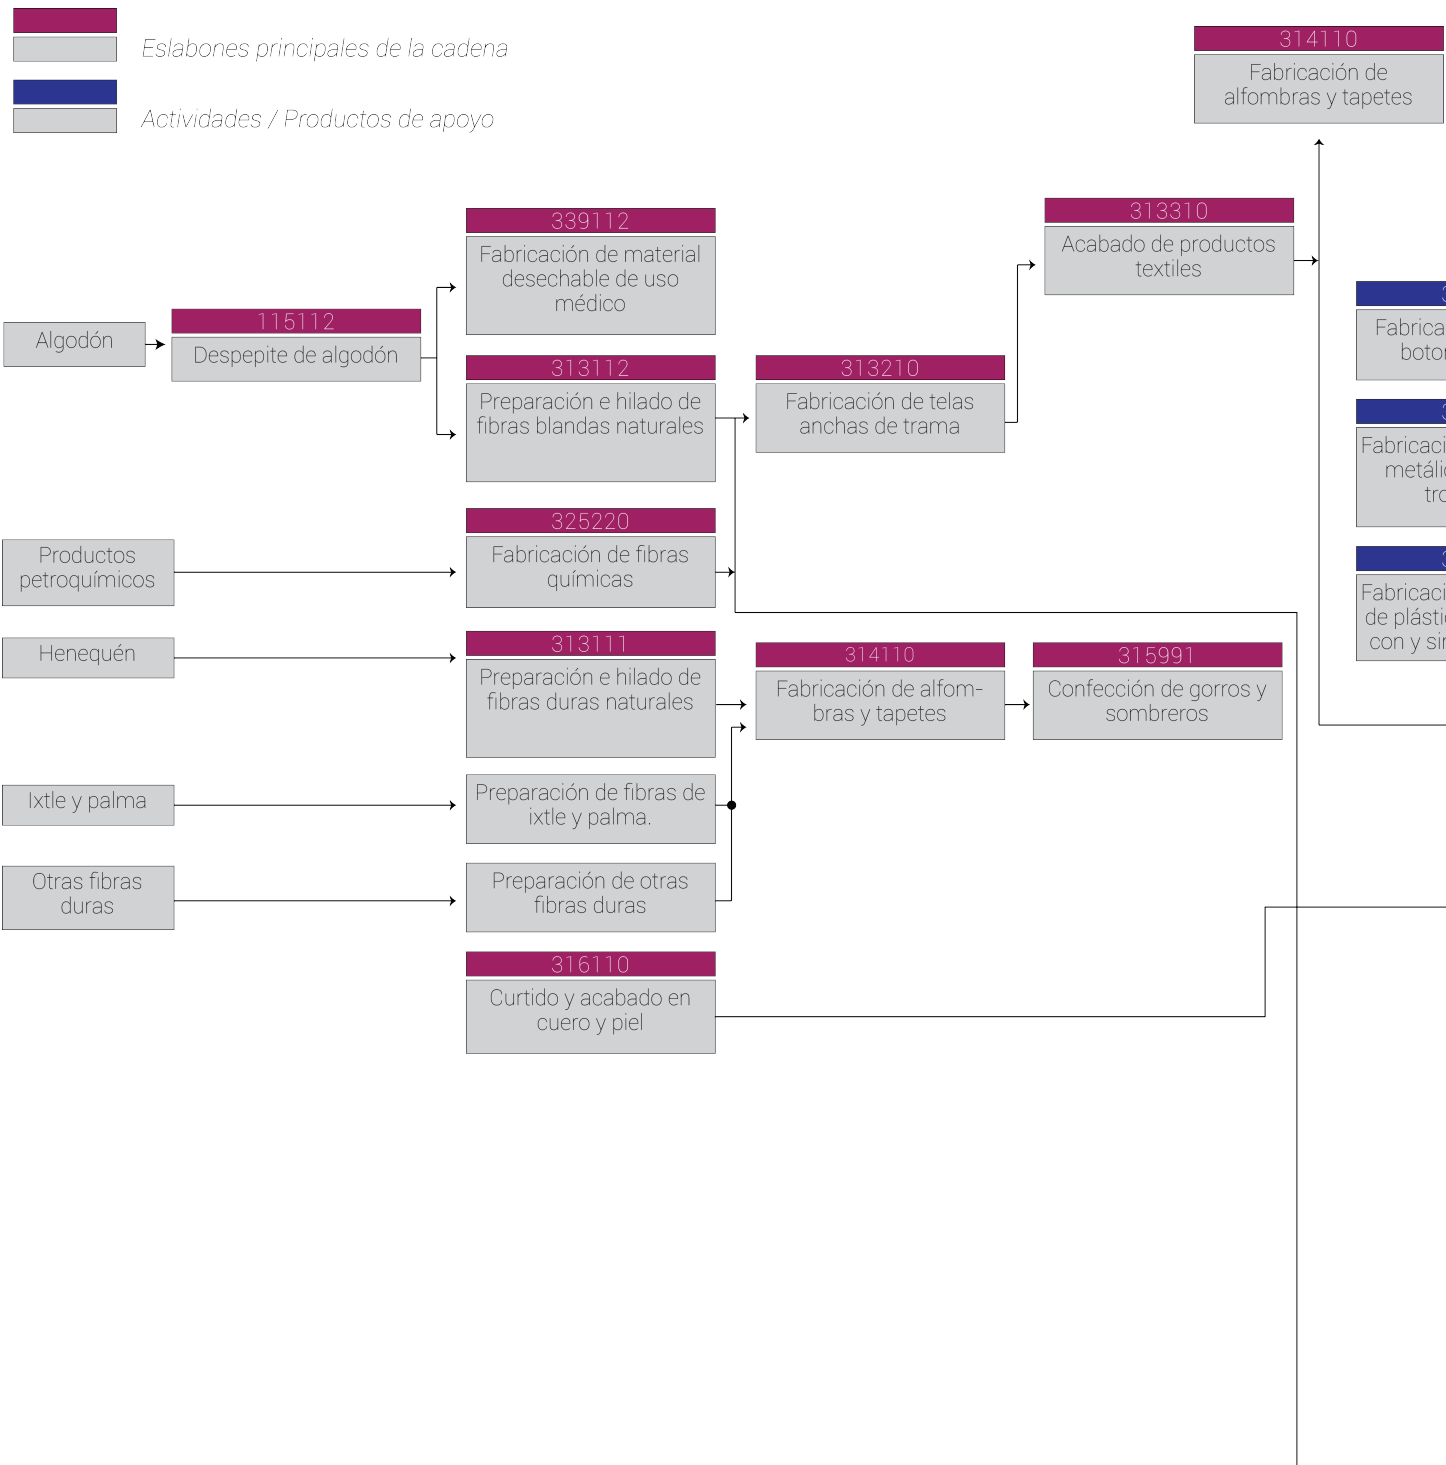 Eslabones principales de la cadena
Actividades / Productos de apoyo
314110
Fabricación de
alfombras y tapetes
313310
Acabado de productos
textiles
339112
Fabricación de material
desechable de uso
médico
Algodón
115112
Despepite de algodón
313112
Preparación e hilado de
fibras blandas naturales
313210
Fabricación de telas
anchas de trama
325220
Fabricación de fibras
químicas
Productos
petroquímicos
Henequén
313111
Preparación e hilado de
fibras duras naturales
314110
Fabricación de alfom-
bras y tapetes
315991
Confección de gorros y
sombreros
Ixtle y palma
Preparación de fibras de
ixtle y palma.
Otras fibras
duras
Preparación de otras
fibras duras
316110
Curtido y acabado en
cuero y piel
con y